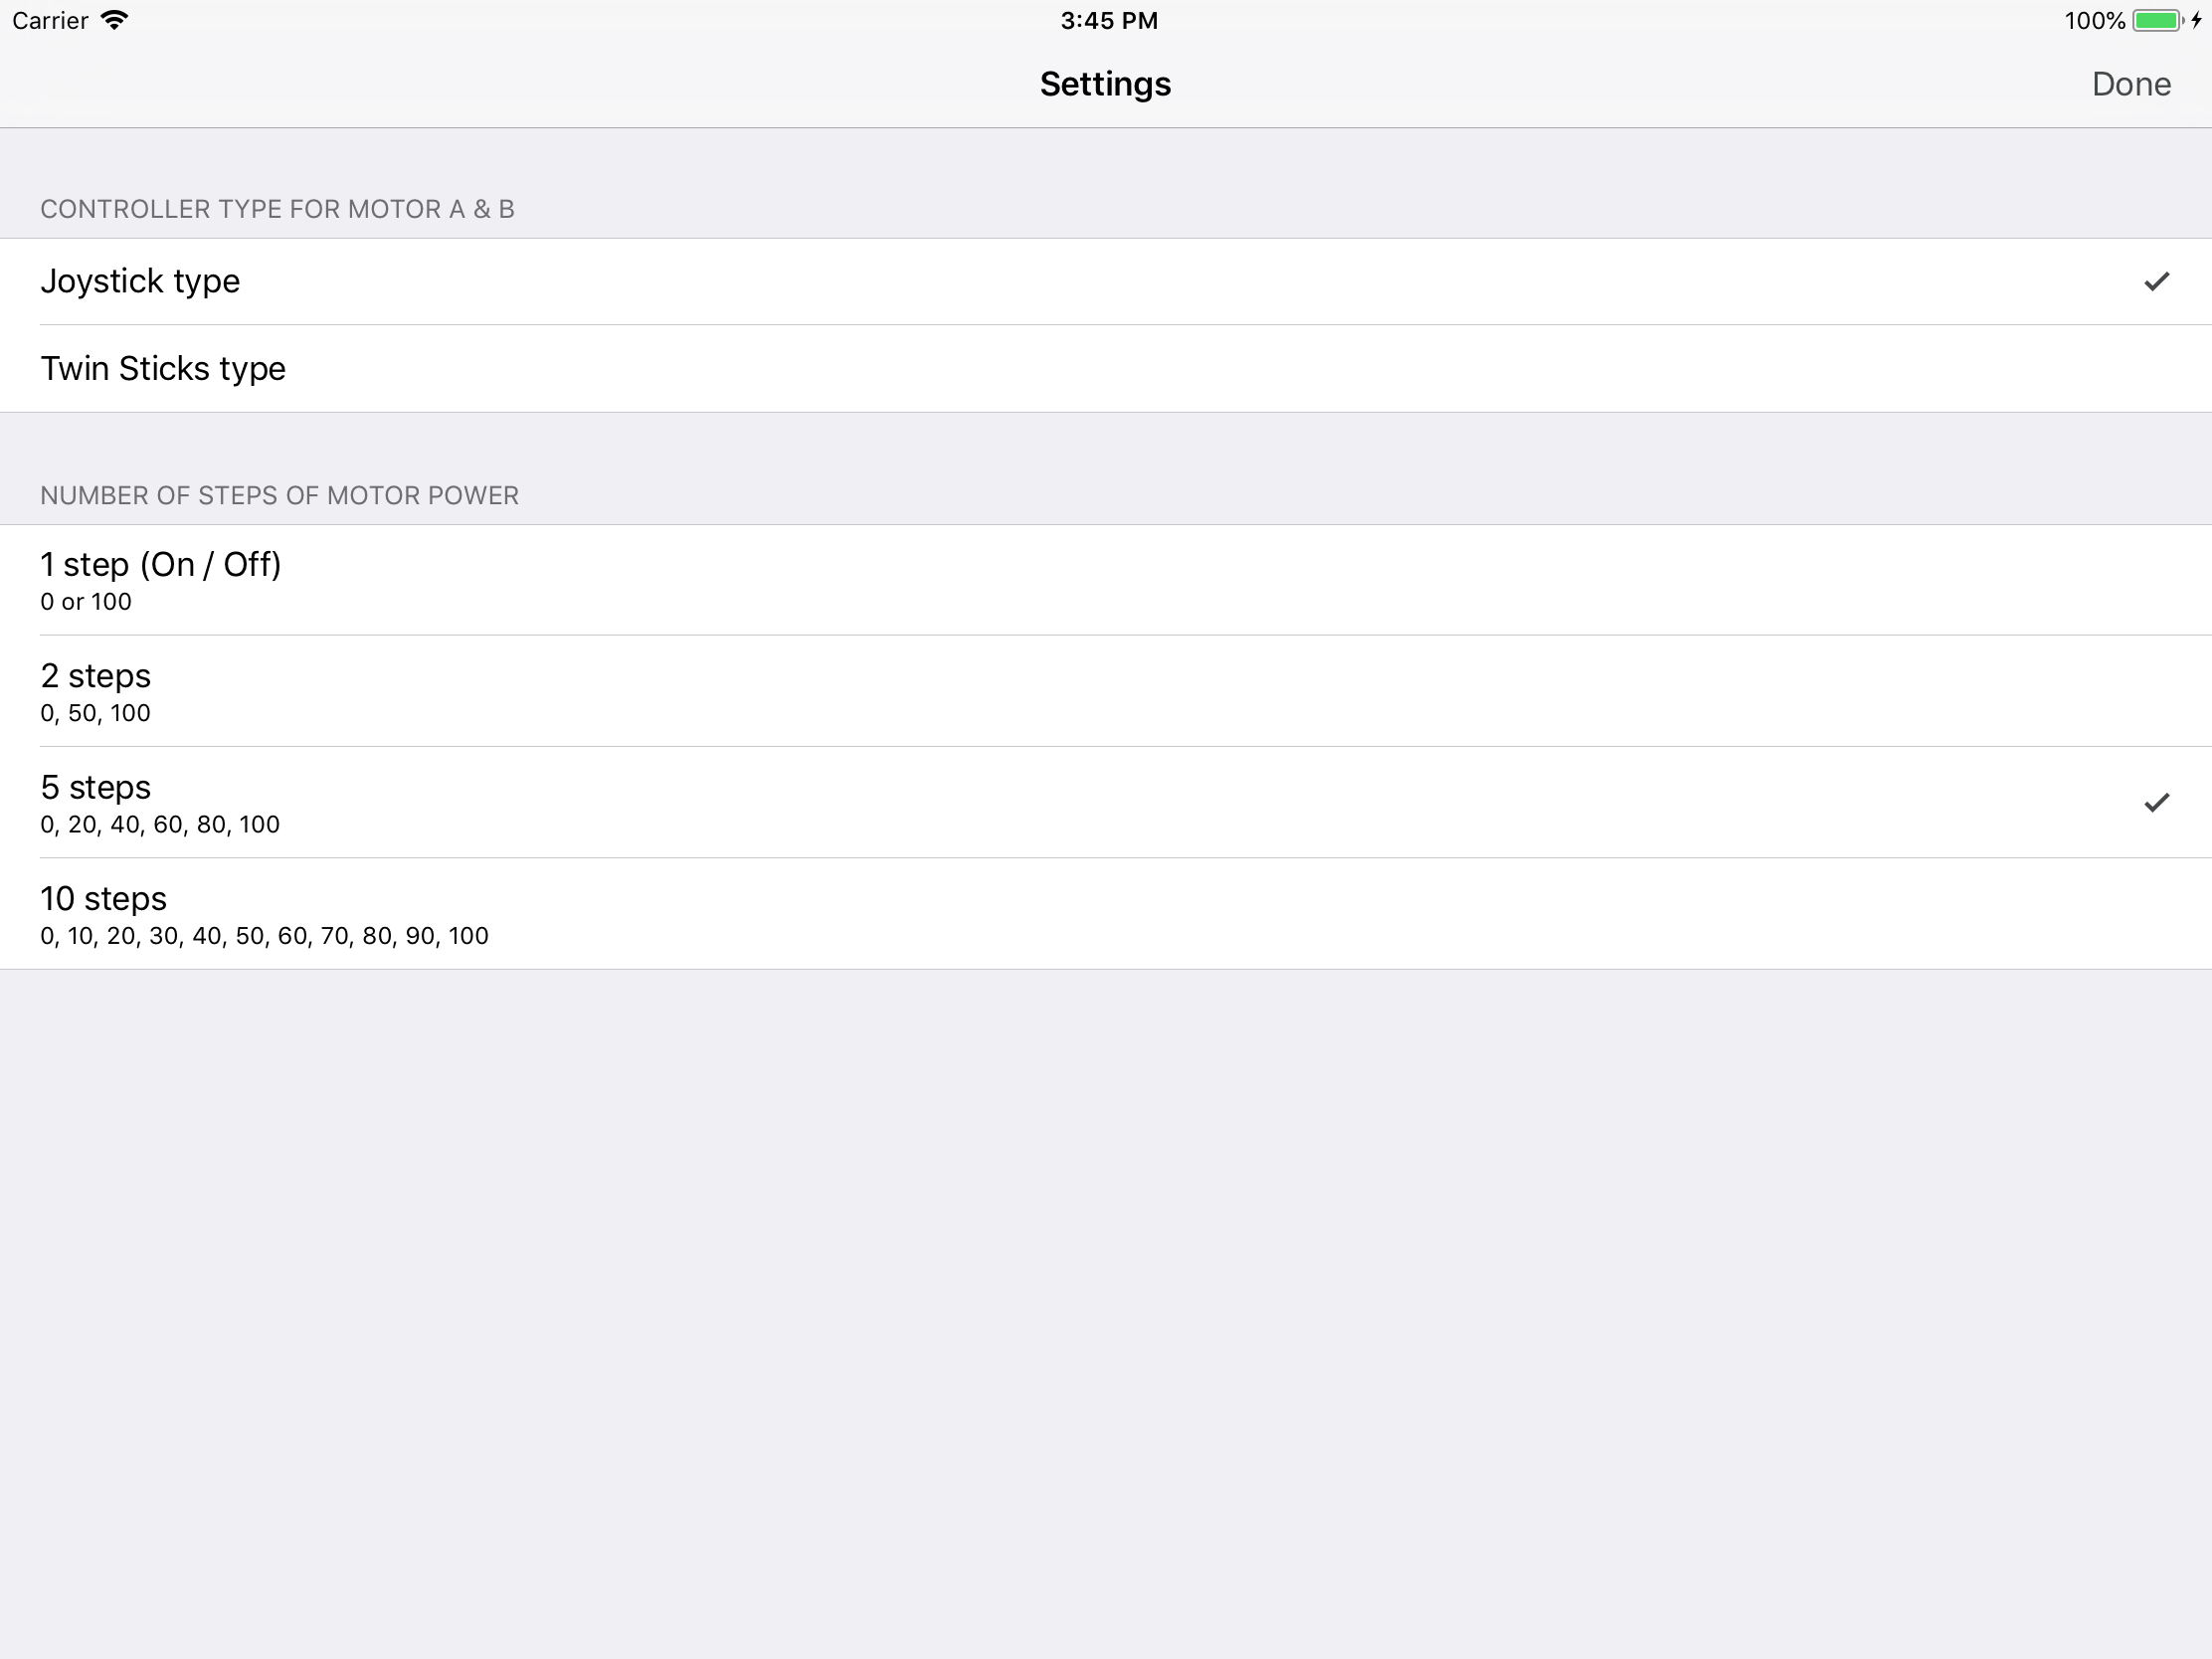 Carrier 3:45 PM 100%
Settings Done
CONTROLLER TYPE FOR MOTOR A & B
Joystick type
Twin Sticks type
NUMBER OF STEPS OF MOTOR POWER
1 step (On / Off)
0 or 100
2 steps
0, 50, 100
5 steps
0, 20, 40, 60, 80, 100
10 steps
0, 10, 20, 30, 40, 50, 60, 70, 80, 90, 100